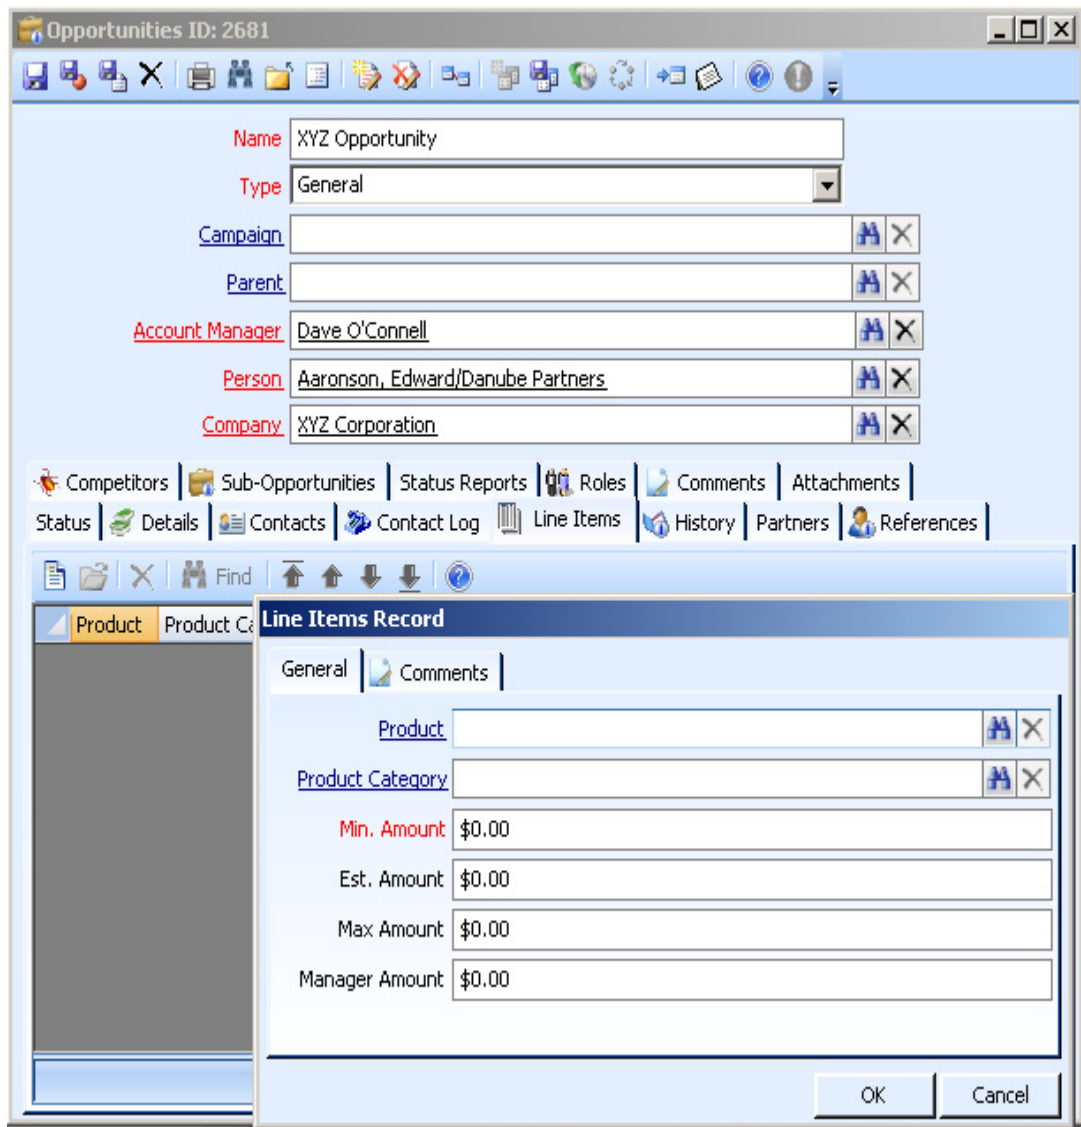 Opportunities ID: 2681
Name XYZ Opportunity
Type General
Campaign
Parent
Account Manager Dave O'Connell
Person Aaronson, Edward/Danube Partners
Company XYZ Corporation
Competitors Sub-Opportunities Status Reports Roles Comments Attachments
Status Details Contacts Contact Log Line Items History Partners References
Find
Product Product Ca
Line Items Record
General Comments
Product
Product Category
Min. Amount $0.00
Est. Amount $0.00
Max Amount $0.00
Manager Amount $0.00
OK Cancel